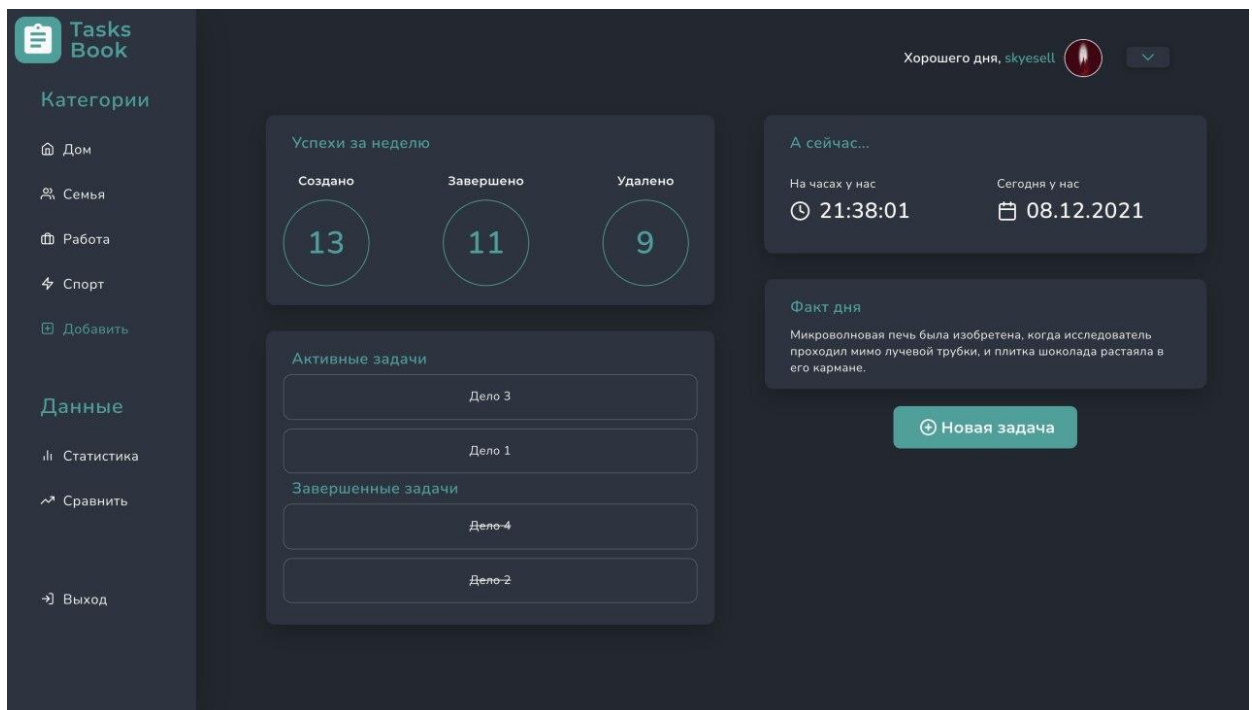 Tasks
Book
Категории
Дом
Семья
Работа
Спорт
Добавить
Данные
Статистика
Сравнить
Выход
Хорошего дня, skyesell
Успехи за неделю
Создано Завершено Удалено
13 11 9
Активные задачи
Дело 3
Дело 1
Завершенные задачи
Дело 4
Дело 2
А сейчас...
На часах у нас Сегодня у нас
21:38:01 08.12.2021
Факт дня
Микроволновая печь была изобретена, когда исследователь
проходил мимо лучевой трубки, и плитка шоколада растаяла в
его кармане.
Новая задача